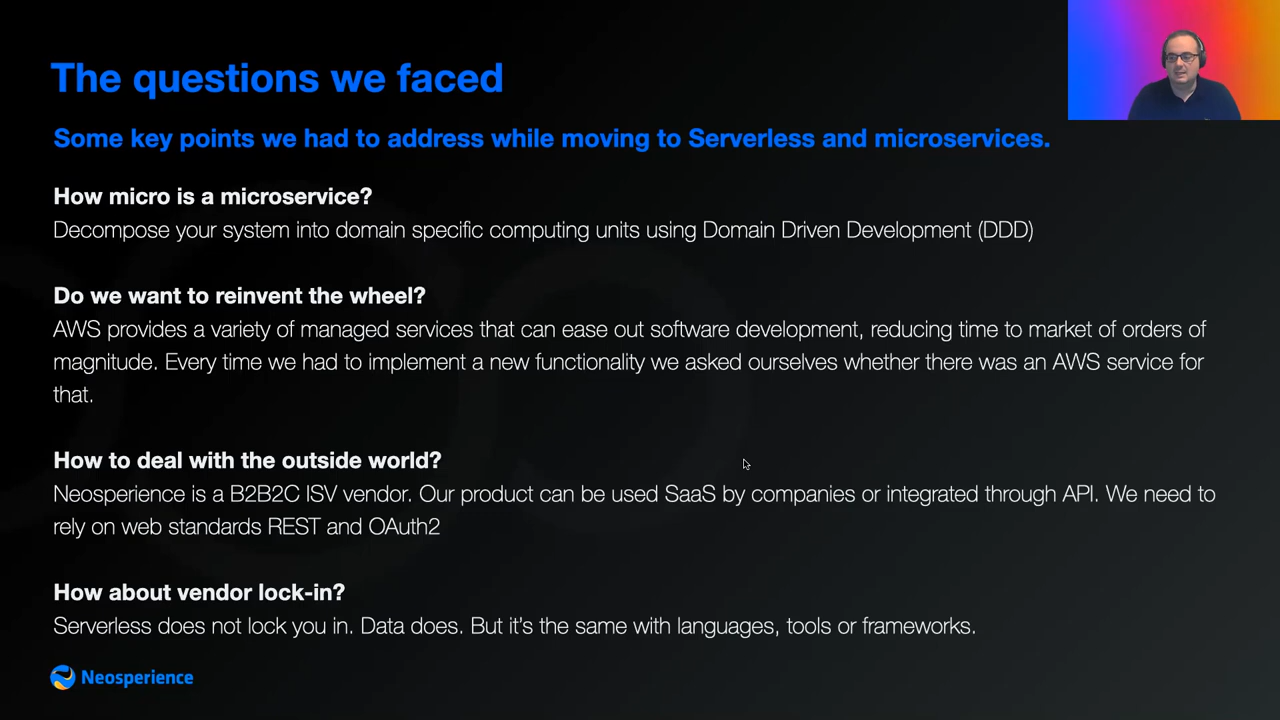 The questions we faced
Some key points we had to address while moving to Serverless and microservices.
How micro is a microservice?
Decompose your system into domain specific computing units using Domain Driven Development (DDD)
Do we want to reinvent the wheel?
AWS provides a variety of managed services that can ease out software development, reducing time to market of orders of
magnitude. Every time we had to implement a new functionality we asked ourselves whether there was an AWS service for
that.
How to deal with the outside world?
Neosperience is a B2B2C ISV vendor. Our product can be used SaaS by companies or integrated through API. We need to
rely on web standards REST and OAuth2
How about vendor lock-in?
Serverless does not lock you in. Data does. But it's the same with languages, tools or frameworks.
Neosperience